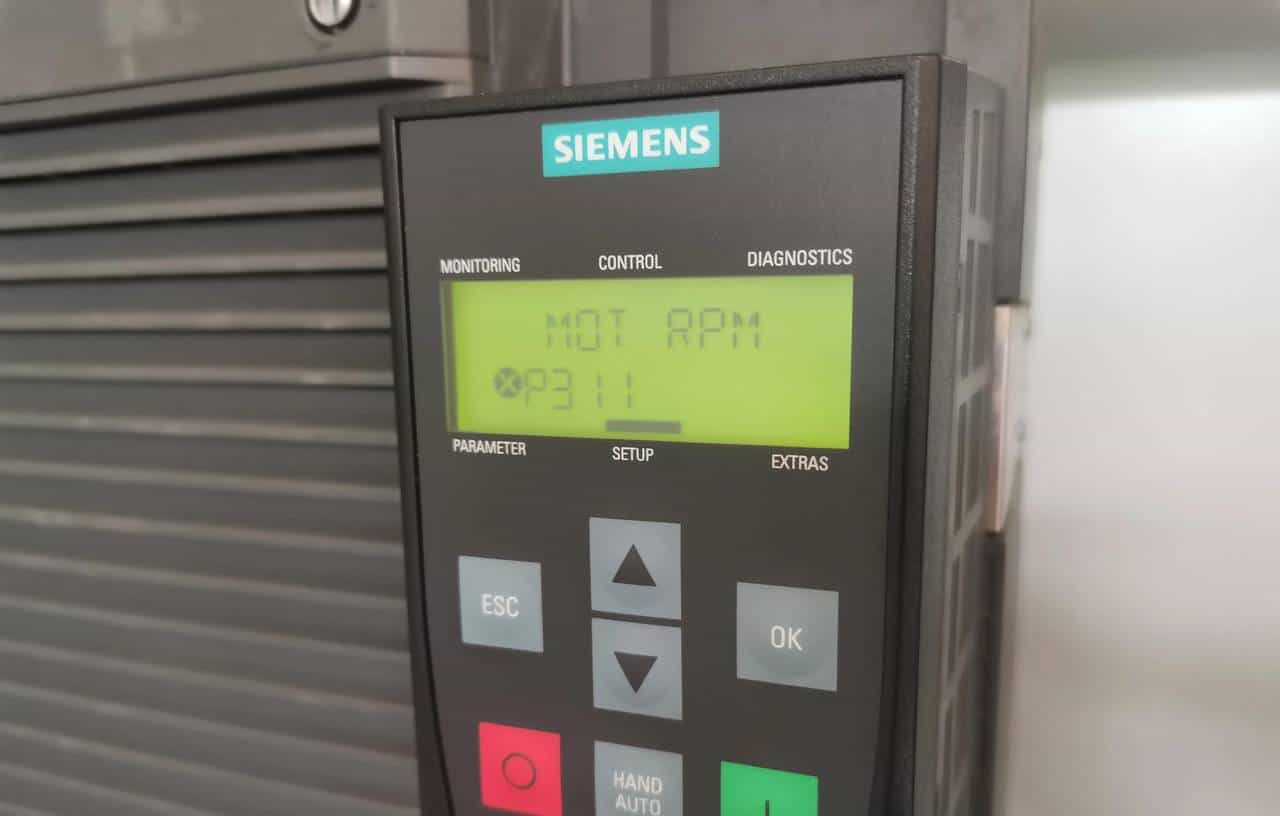 SIEMENS
MONITORING CONTROL DIAGNOSTICS
MOT RPM
P311
PARAMETER SETUP EXTRAS
ESC
OK
HAND
AUTO